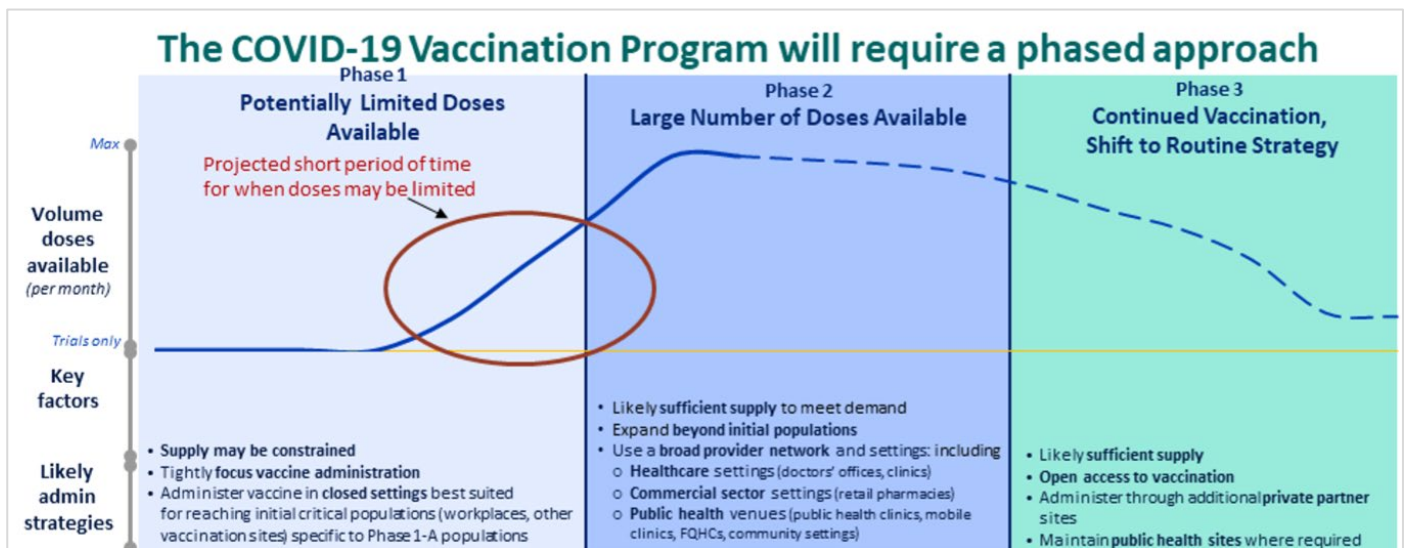 The COVID-19 Vaccination Program will require a phased approach
Phase 1
Potentially Limited Doses
Available
Projected short period of time
for when doses may be limited
Phase 2
Large Number of Doses Available
Phase 3
Continued Vaccination,
Shift to Routine Strategy
Max
Volume
doses
available
(per month)
Trials only
Key
factors
Likely
admin
strategies
• Supply may be constrained
• Tightly focus vaccine administration
• Administer vaccine in closed settings best suited
for reaching initial critical populations (workplaces, other
vaccination sites) specific to Phase 1-A populations
• Likely sufficient supply to meet demand
• Expand beyond initial populations
• Use a broad provider network and settings: including
o Healthcare settings (doctors' offices, clinics)
o Commercial sector settings (retail pharmacies)
o Public health venues (public health clinics, mobile
clinics, FQHCs, community settings)
• Likely sufficient supply
• Open access to vaccination
• Administer through additional private partner
sites
• Maintain public health sites where required